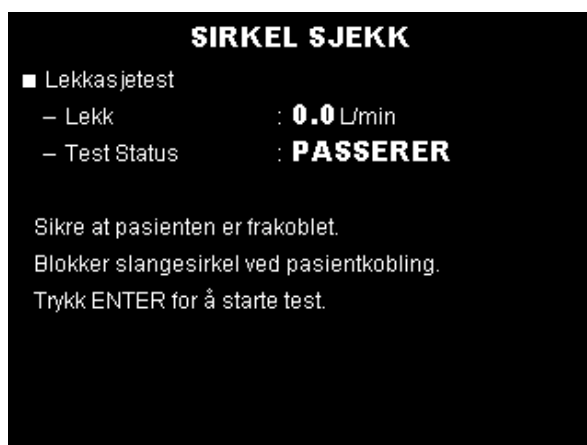 SIRKEL SJEKK
■ Lekkasjetest
– Lekk : 0.0 L/min
– Test Status : PASSERER
Sikre at pasienten er frakoblet.
Blokker slangesirkel ved pasientkobling.
Trykk ENTER for å starte test.